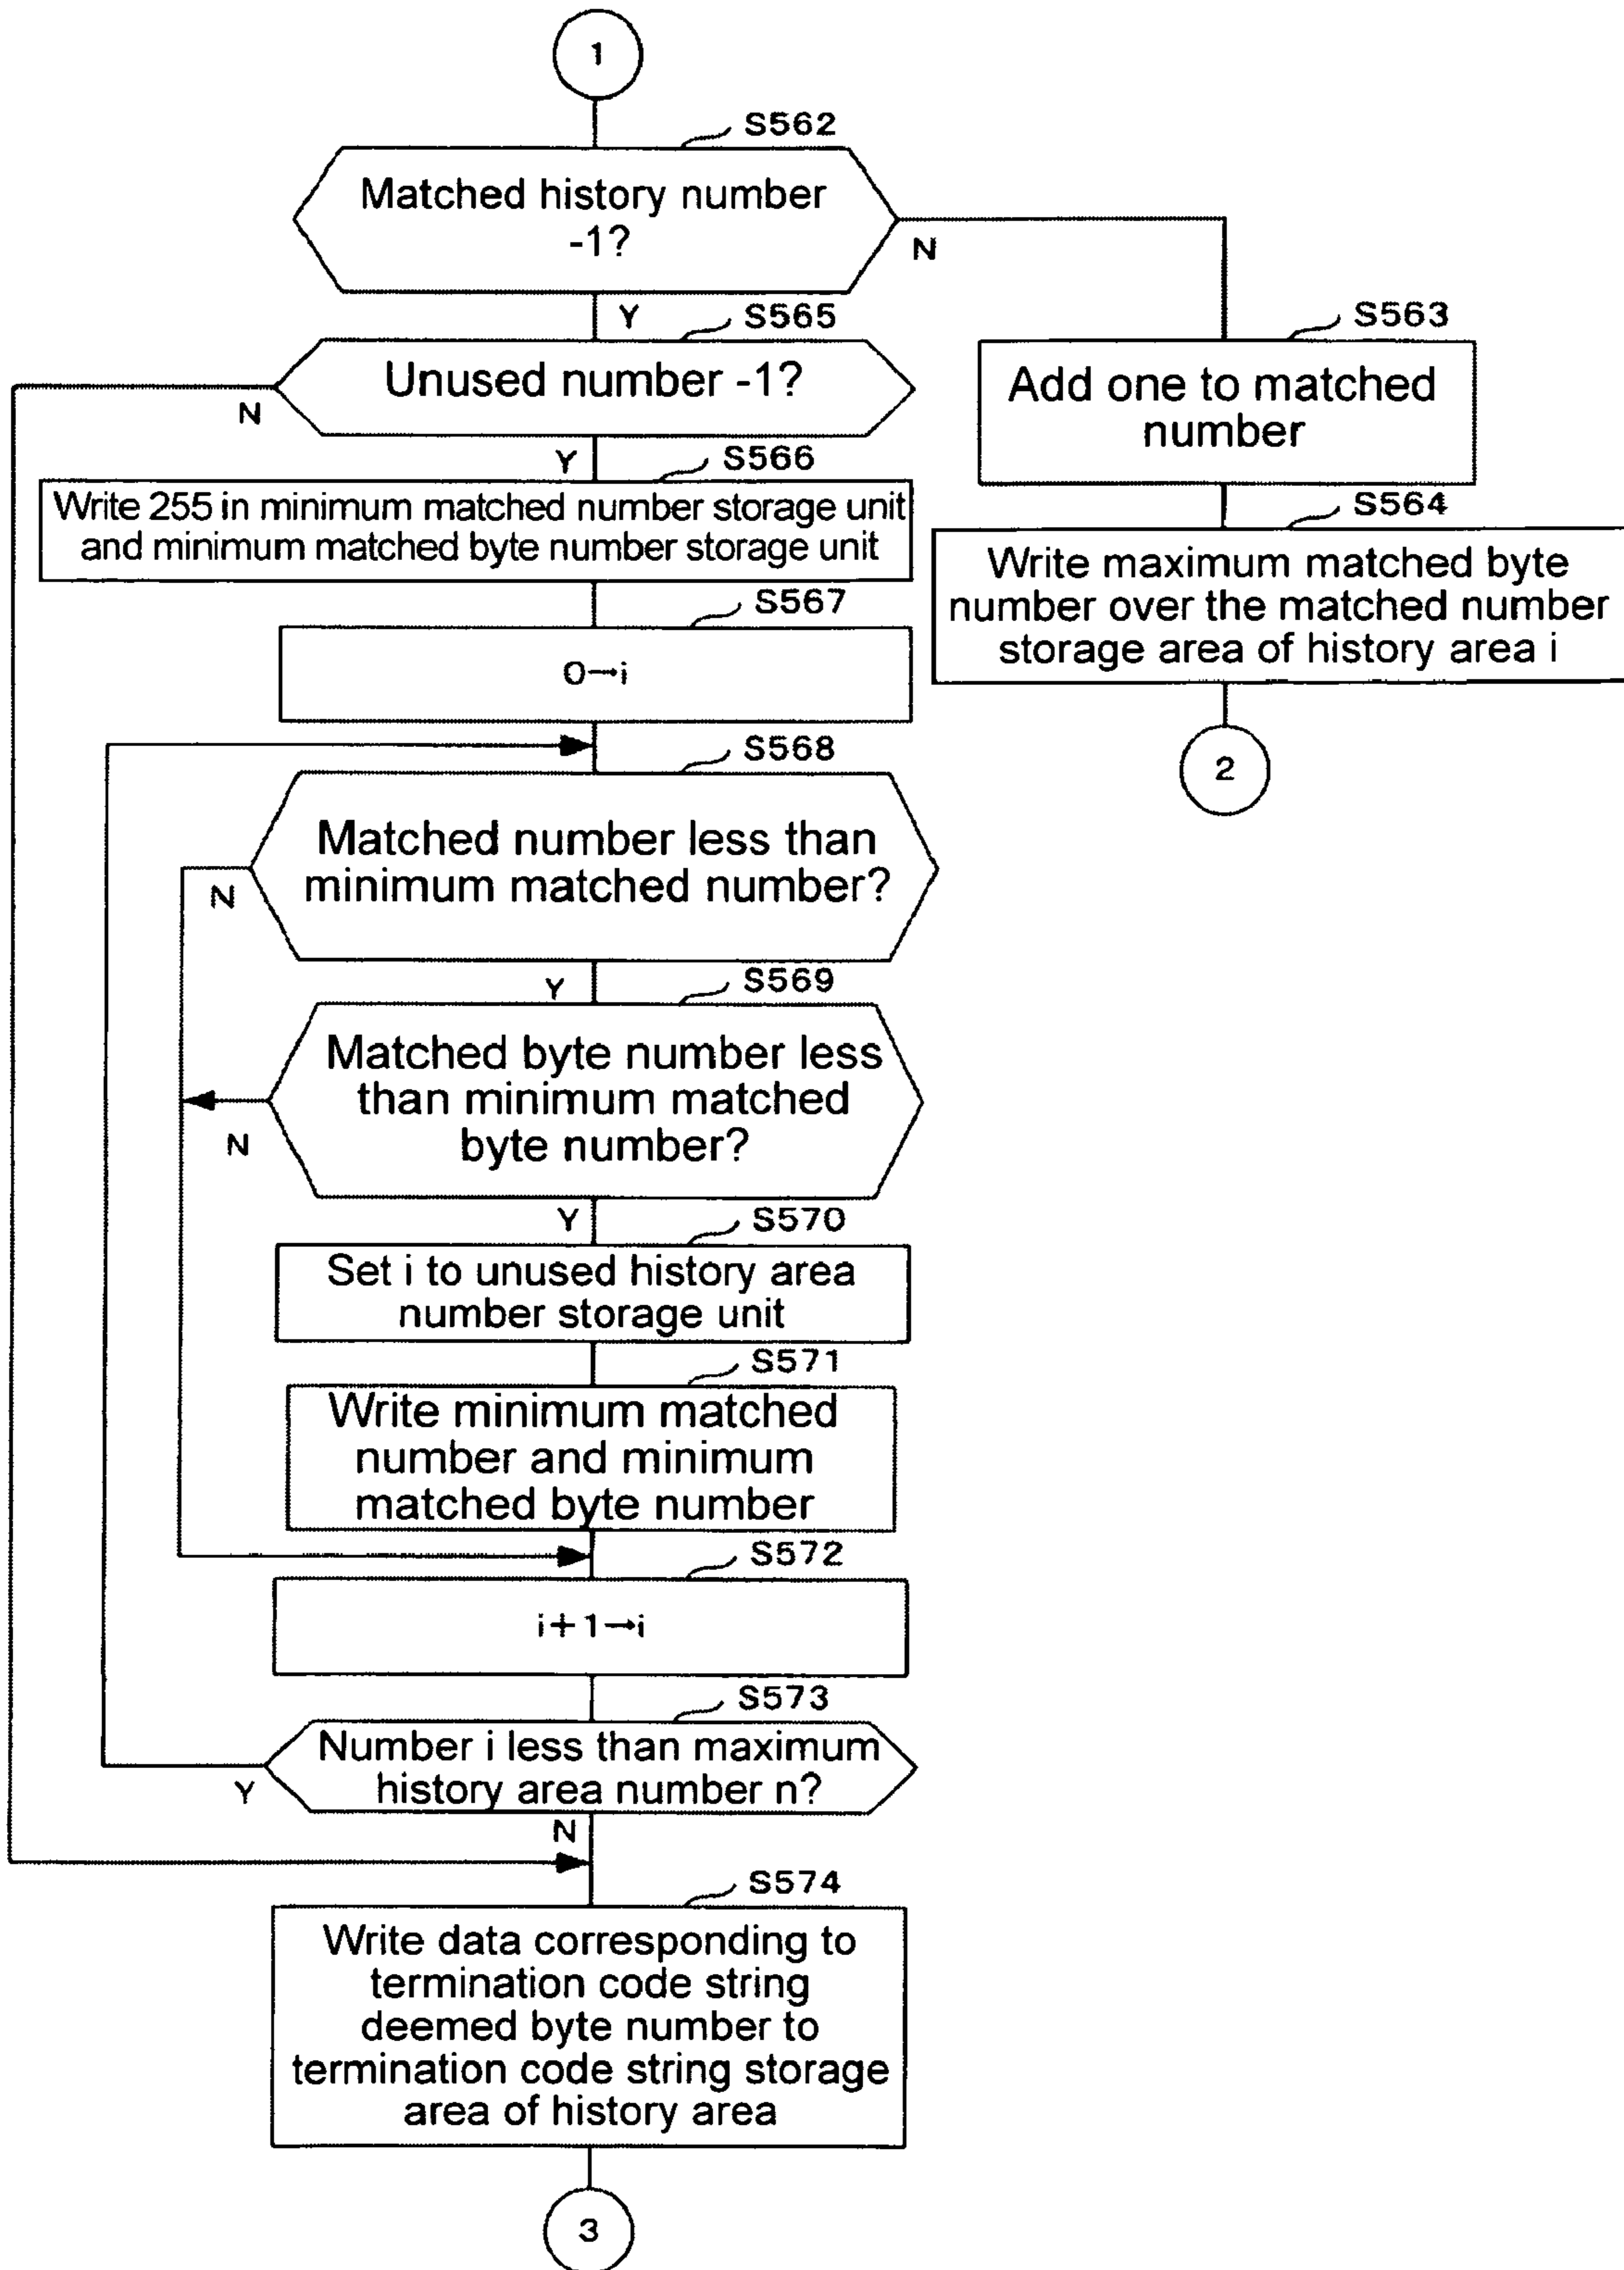 1
S562
Matched history number
-1?
N
Y
S565
S563
Unused number -1?
N
Add one to matched
number
Y
S566
Write 255 in minimum matched number storage unit
and minimum matched byte number storage unit
S564
Write maximum matched byte
number over the matched number
storage area of history area i
S567
0→i
2
S568
Matched number less than
minimum matched number?
N
Y
S569
Matched byte number less
than minimum matched
byte number?
N
Y
S570
Set i to unused history area
number storage unit
S571
Write minimum matched
number and minimum
matched byte number
S572
i+1→i
S573
Number i less than maximum
history area number n?
Y
N
S574
Write data corresponding to
termination code string
deemed byte number to
termination code string storage
area of history area
3